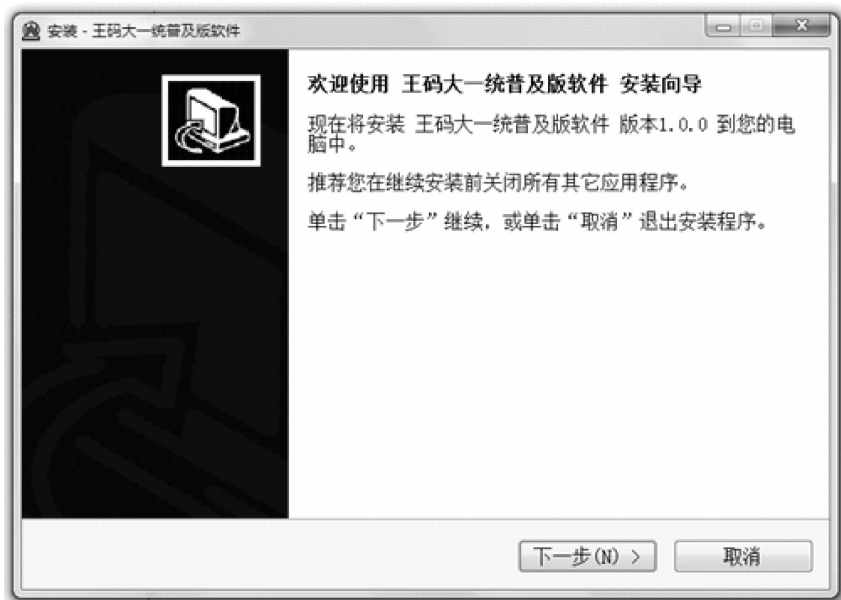 安装 - 王码大一统普及版软件
欢迎使用 王码大一统普及版软件 安装向导
现在将安装 王码大一统普及版软件 版本1.0.0 到您的电
脑中。
推荐您在继续安装前关闭所有其它应用程序。
单击“下一步”继续，或单击“取消”退出安装程序。
下一步(N) >
取消